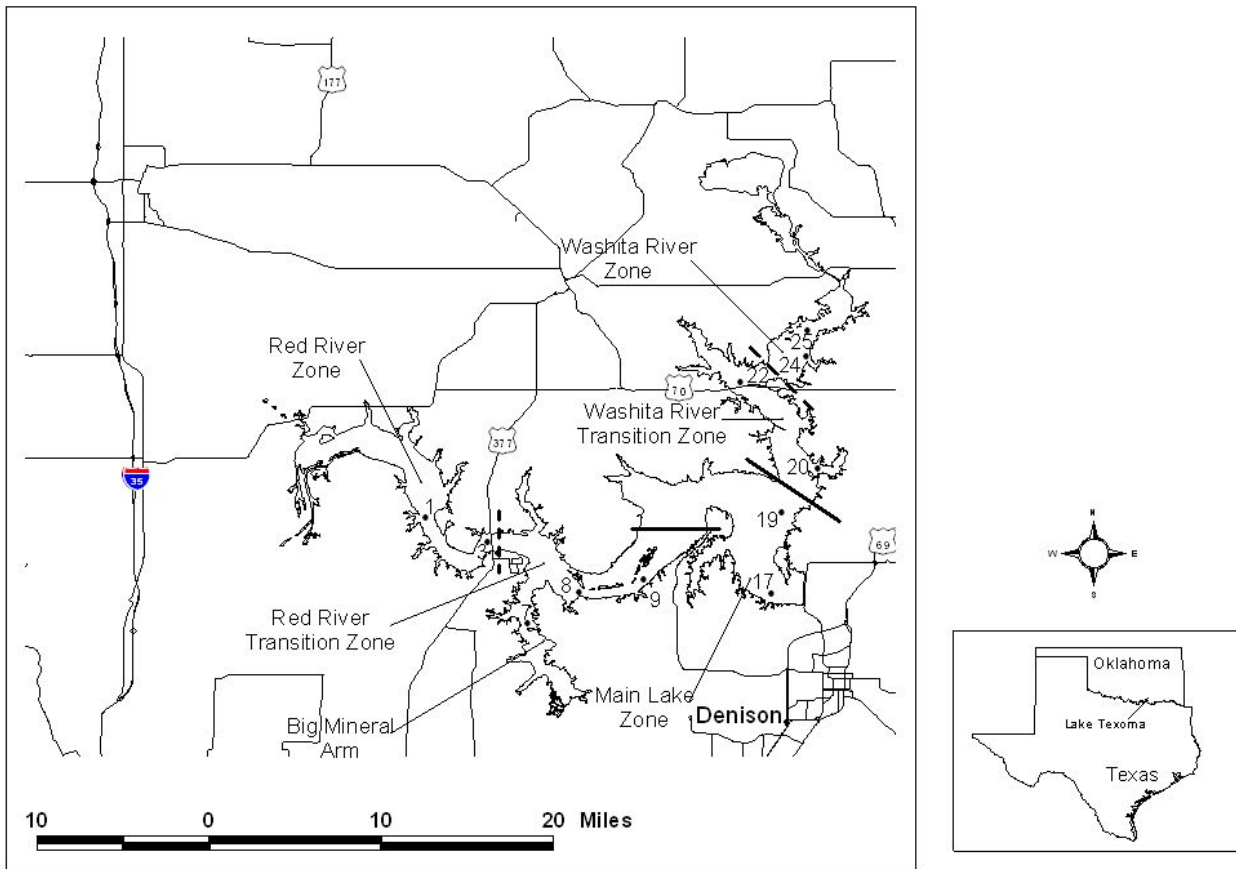 177
Washita River
Zone
25
24
22
70
Red River
Zone
Washita River
Transition Zone
377
35
20
1
19
69
8
9
17
Red River
Transition Zone
Main Lake
Zone
Big Mineral
Arm
Denison
10 0 10 20 Miles
N
W E
S
Oklahoma
Lake Texoma
Texas